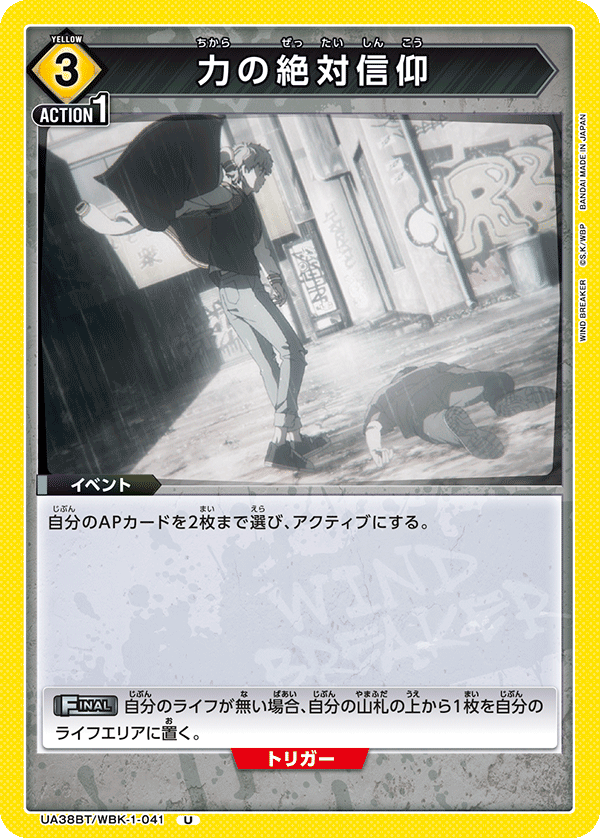 YELLOW
3
ACTION 1
ちから ぜっ たい しん こう
力の絶対信仰
WIND BREAKER ©S.K/WBP BANDAI MADE IN JAPAN
イベント
じぶん まい えら
自分のAPカードを2枚まで選び、アクティブにする。
WIND
BREAKER
じぶん な ばあい じぶん やまふだ うえ まい じぶん
FINAL 自分のライフが無い場合、自分の山札の上から1枚を自分の
お
ライフエリアに置く。
トリガー
UA38BT/WBK-1-041 U